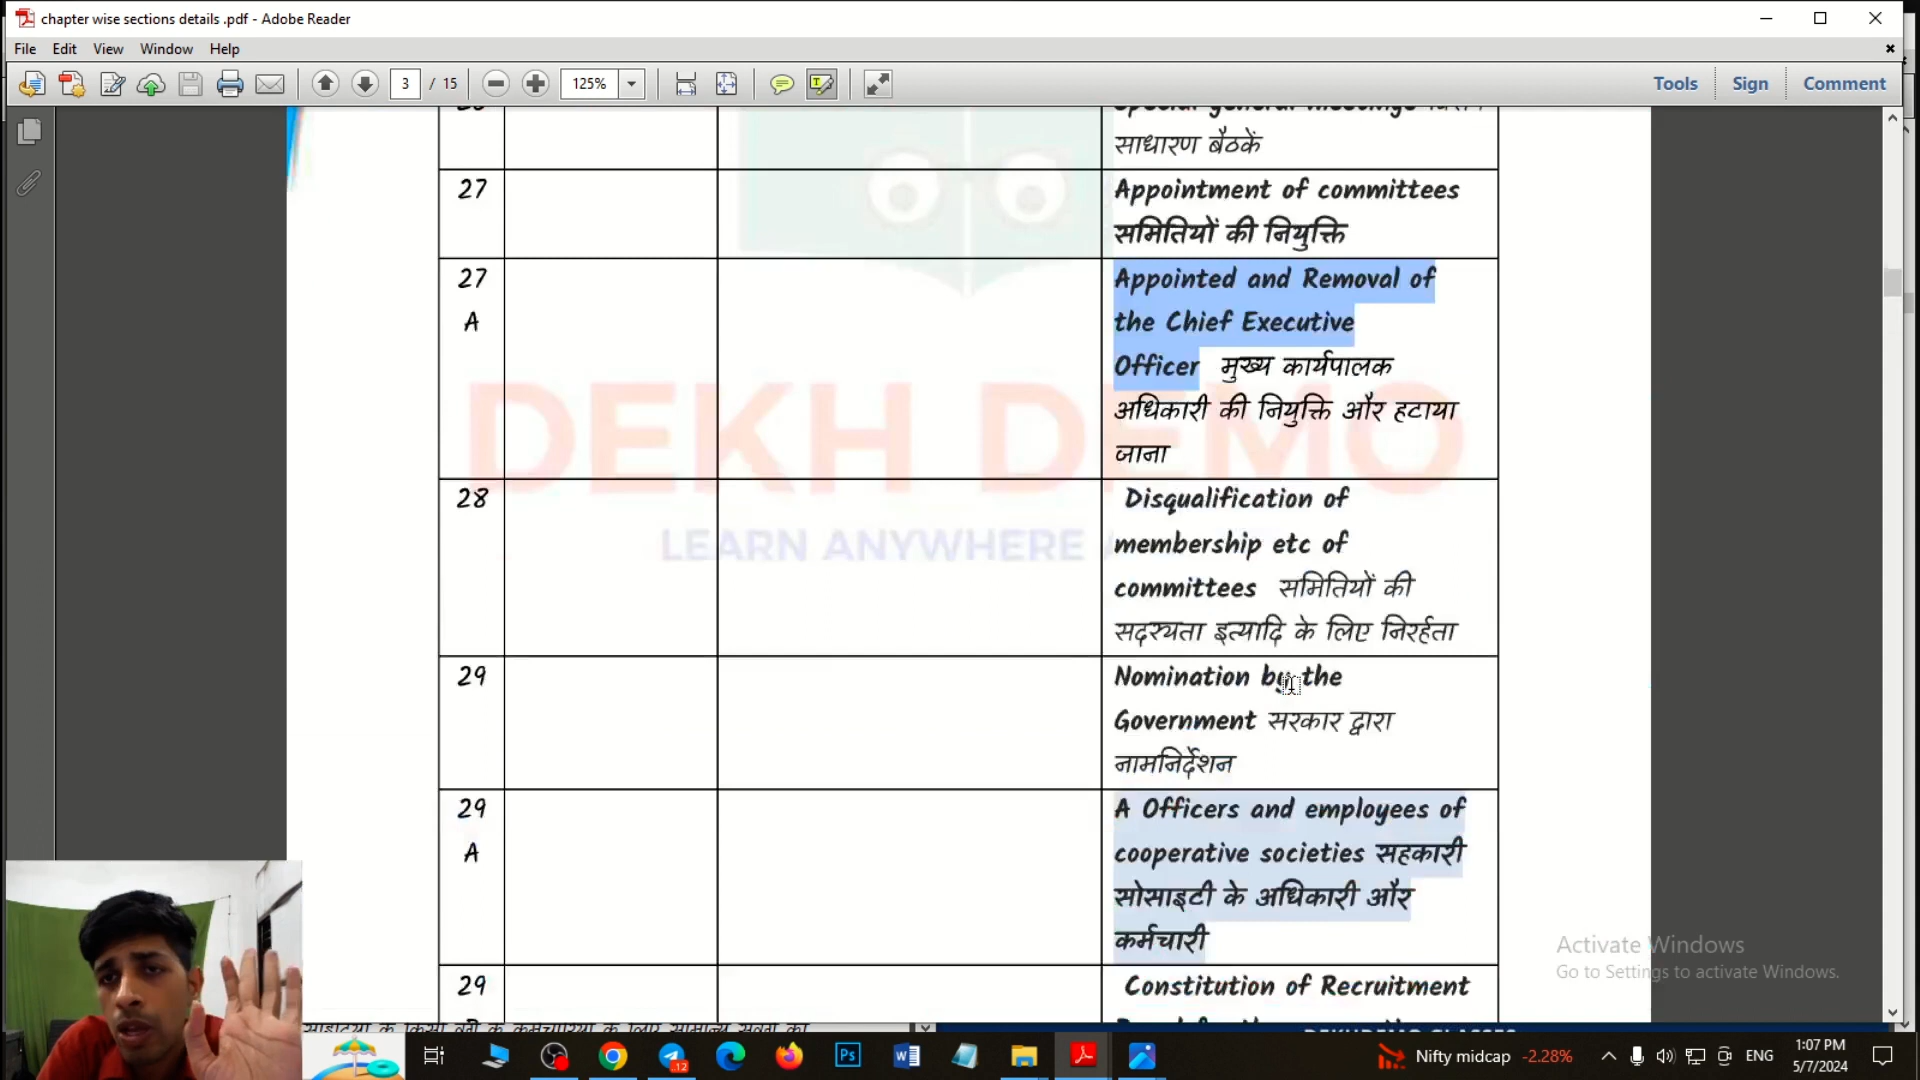 chapter wise sections details .pdf - Adobe Reader
File Edit View Window Help
3 / 15 125% Tools Sign Comment
साधारण बैठकें
27 Appointment of committees
समितियों की नियुक्ति
27 Appointed and Removal of
A the Chief Executive
Officer मुख्य कार्यपालक
अधिकारी की नियुक्ति और हटाया
जाना
DEKH DEMO
28 Disqualification of
LEARN ANYWHERE
membership etc of
committees समितियों की
सदस्यता इत्यादि के लिए निरर्हता
29 Nomination by the
Government सरकार द्वारा
नामनिर्देशन
29 A Officers and employees of
A cooperative societies सहकारी
सोसाइटी के अधिकारी और
कर्मचारी
29 Constitution of Recruitment
Activate Windows
Go to Settings to activate Windows.
Nifty midcap -2.28% ENG 1:07 PM
5/7/2024